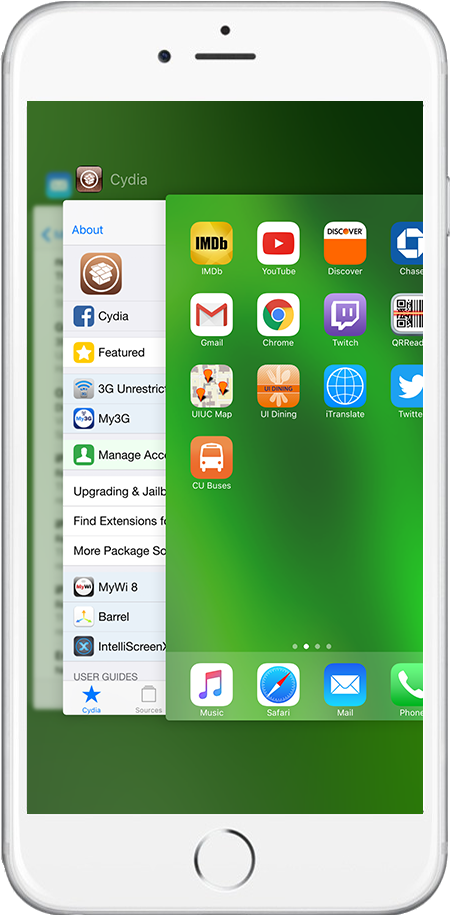 Cydia
About
Cydia
Featured
3G Unrestric
My3G
Manage Acco
Upgrading & Jailb
Find Extensions fo
More Package So
MyWi
MyWi 8
Barrel
IntelliScreenX
USER GUIDES
Cydia
Sources
IMDb
DISCOVER
IMDb
YouTube
Discover
Chase
Gmail
Chrome
Twitch
QRRead
UI DINING
UIUC Map
UI Dining
iTranslate
Twitte
CU Buses
Music
Safari
Mail
Phone